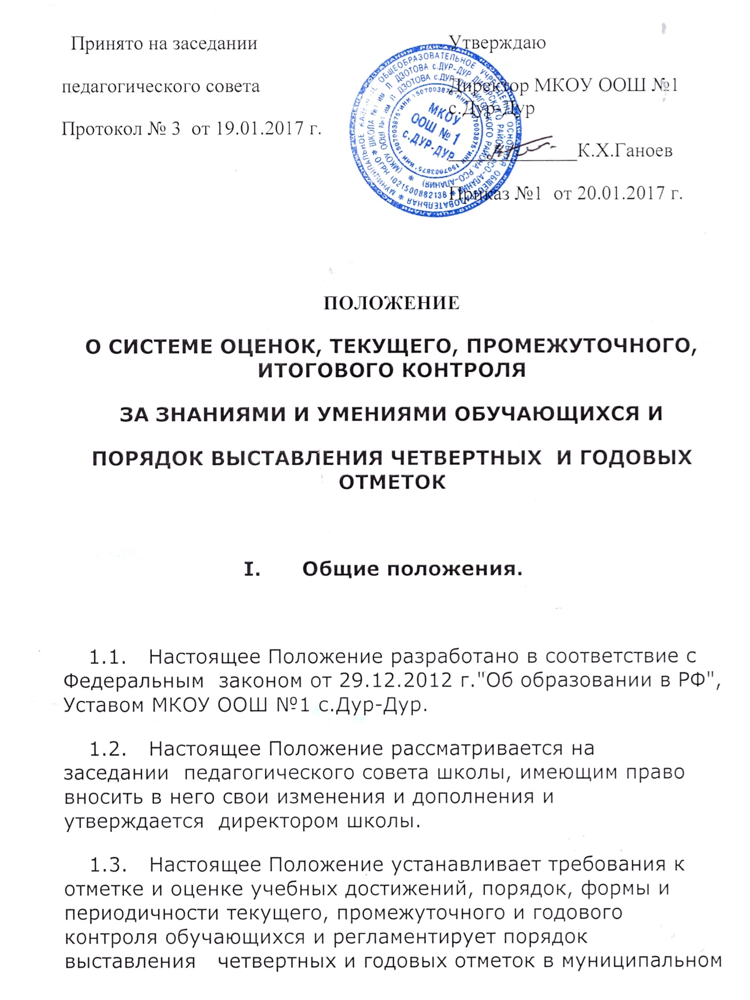 Принято на заседании
педагогического совета
Протокол № 3 от 19.01.2017 г.
Утверждаю
Директор МКОУ ООШ №1
с.Дур-Дур
К.Х.Ганоев
Приказ №1 от 20.01.2017 г.
МКОУ
ООШ № 1
с.ДУР-ДУР
ПОЛОЖЕНИЕ
О СИСТЕМЕ ОЦЕНОК, ТЕКУЩЕГО, ПРОМЕЖУТОЧНОГО,
ИТОГОВОГО КОНТРОЛЯ
ЗА ЗНАНИЯМИ И УМЕНИЯМИ ОБУЧАЮЩИХСЯ И
ПОРЯДОК ВЫСТАВЛЕНИЯ ЧЕТВЕРТНЫХ И ГОДОВЫХ
ОТМЕТОК
I. Общие положения.
1.1. Настоящее Положение разработано в соответствие с
Федеральным законом от 29.12.2012 г."Об образовании в РФ",
Уставом МКОУ ООШ №1 с.Дур-Дур.
1.2. Настоящее Положение рассматривается на
заседании педагогического совета школы, имеющим право
вносить в него свои изменения и дополнения и
утверждается директором школы.
1.3. Настоящее Положение устанавливает требования к
отметке и оценке учебных достижений, порядок, формы и
периодичности текущего, промежуточного и годового
контроля обучающихся и регламентирует порядок
выставления четвертных и годовых отметок в муниципальном